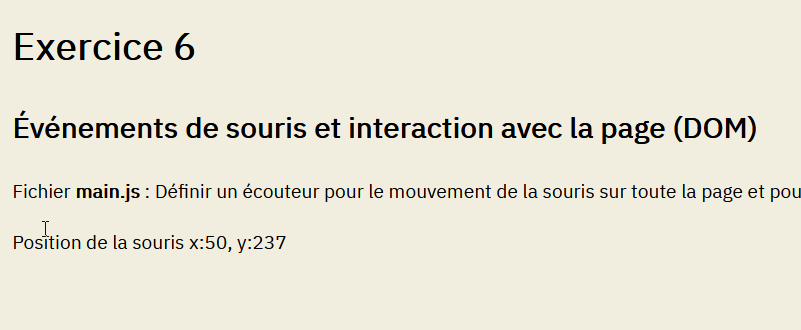 Exercice 6
Événements de souris et interaction avec la page (DOM)
Fichier main.js : Définir un écouteur pour le mouvement de la souris sur toute la page et pou
Position de la souris x:50, y:237